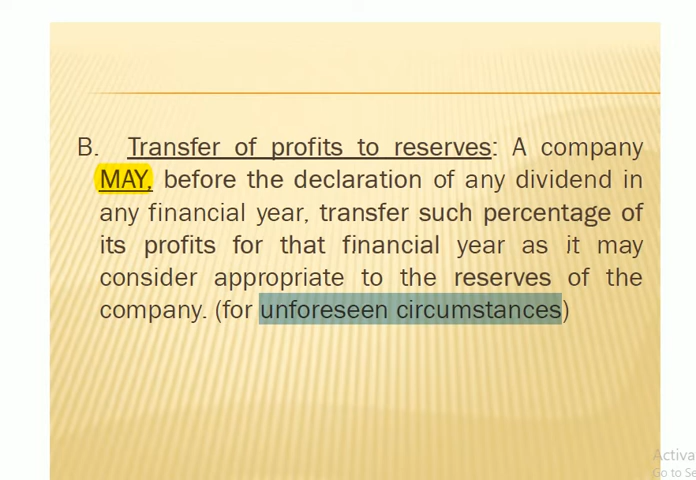 B. Transfer of profits to reserves: A company
MAY, before the declaration of any dividend in
any financial year, transfer such percentage of
its profits for that financial year as it may
consider appropriate to the reserves of the
company. (for unforeseen circumstances)
Activa
Go to Se